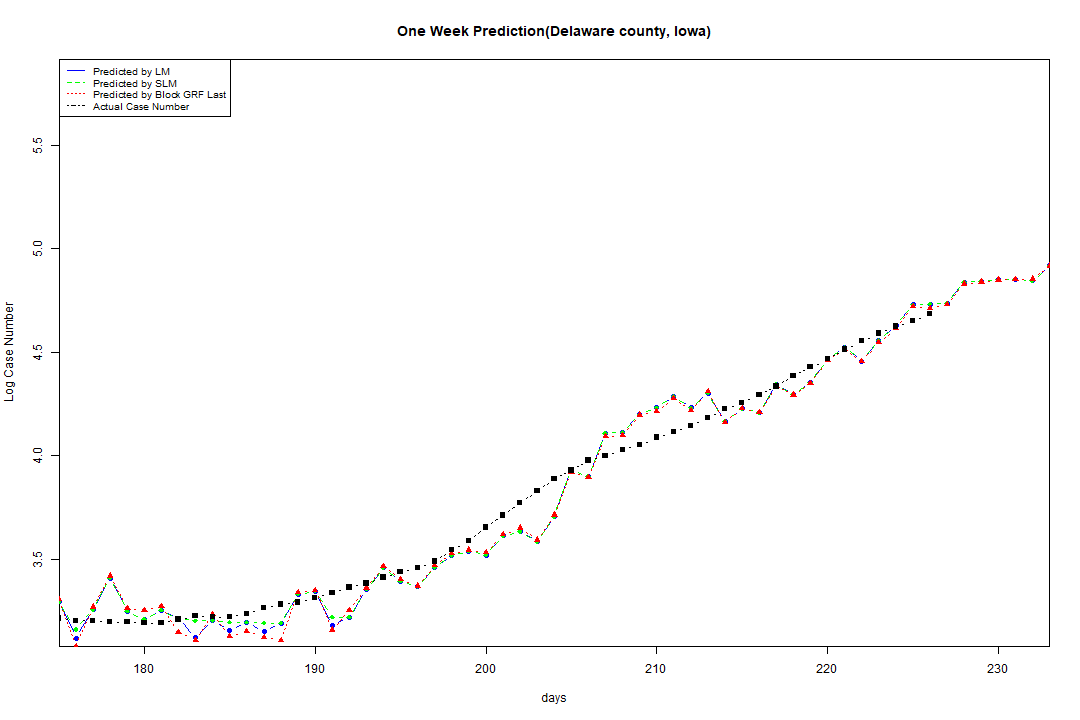 One Week Prediction(Delaware county, Iowa)
Predicted by LM
Predicted by SLM
Predicted by Block GRF Last
Actual Case Number
5.5
5.0
4.5
4.0
3.5
Log Case Number
180 190 200 210 220 230
days